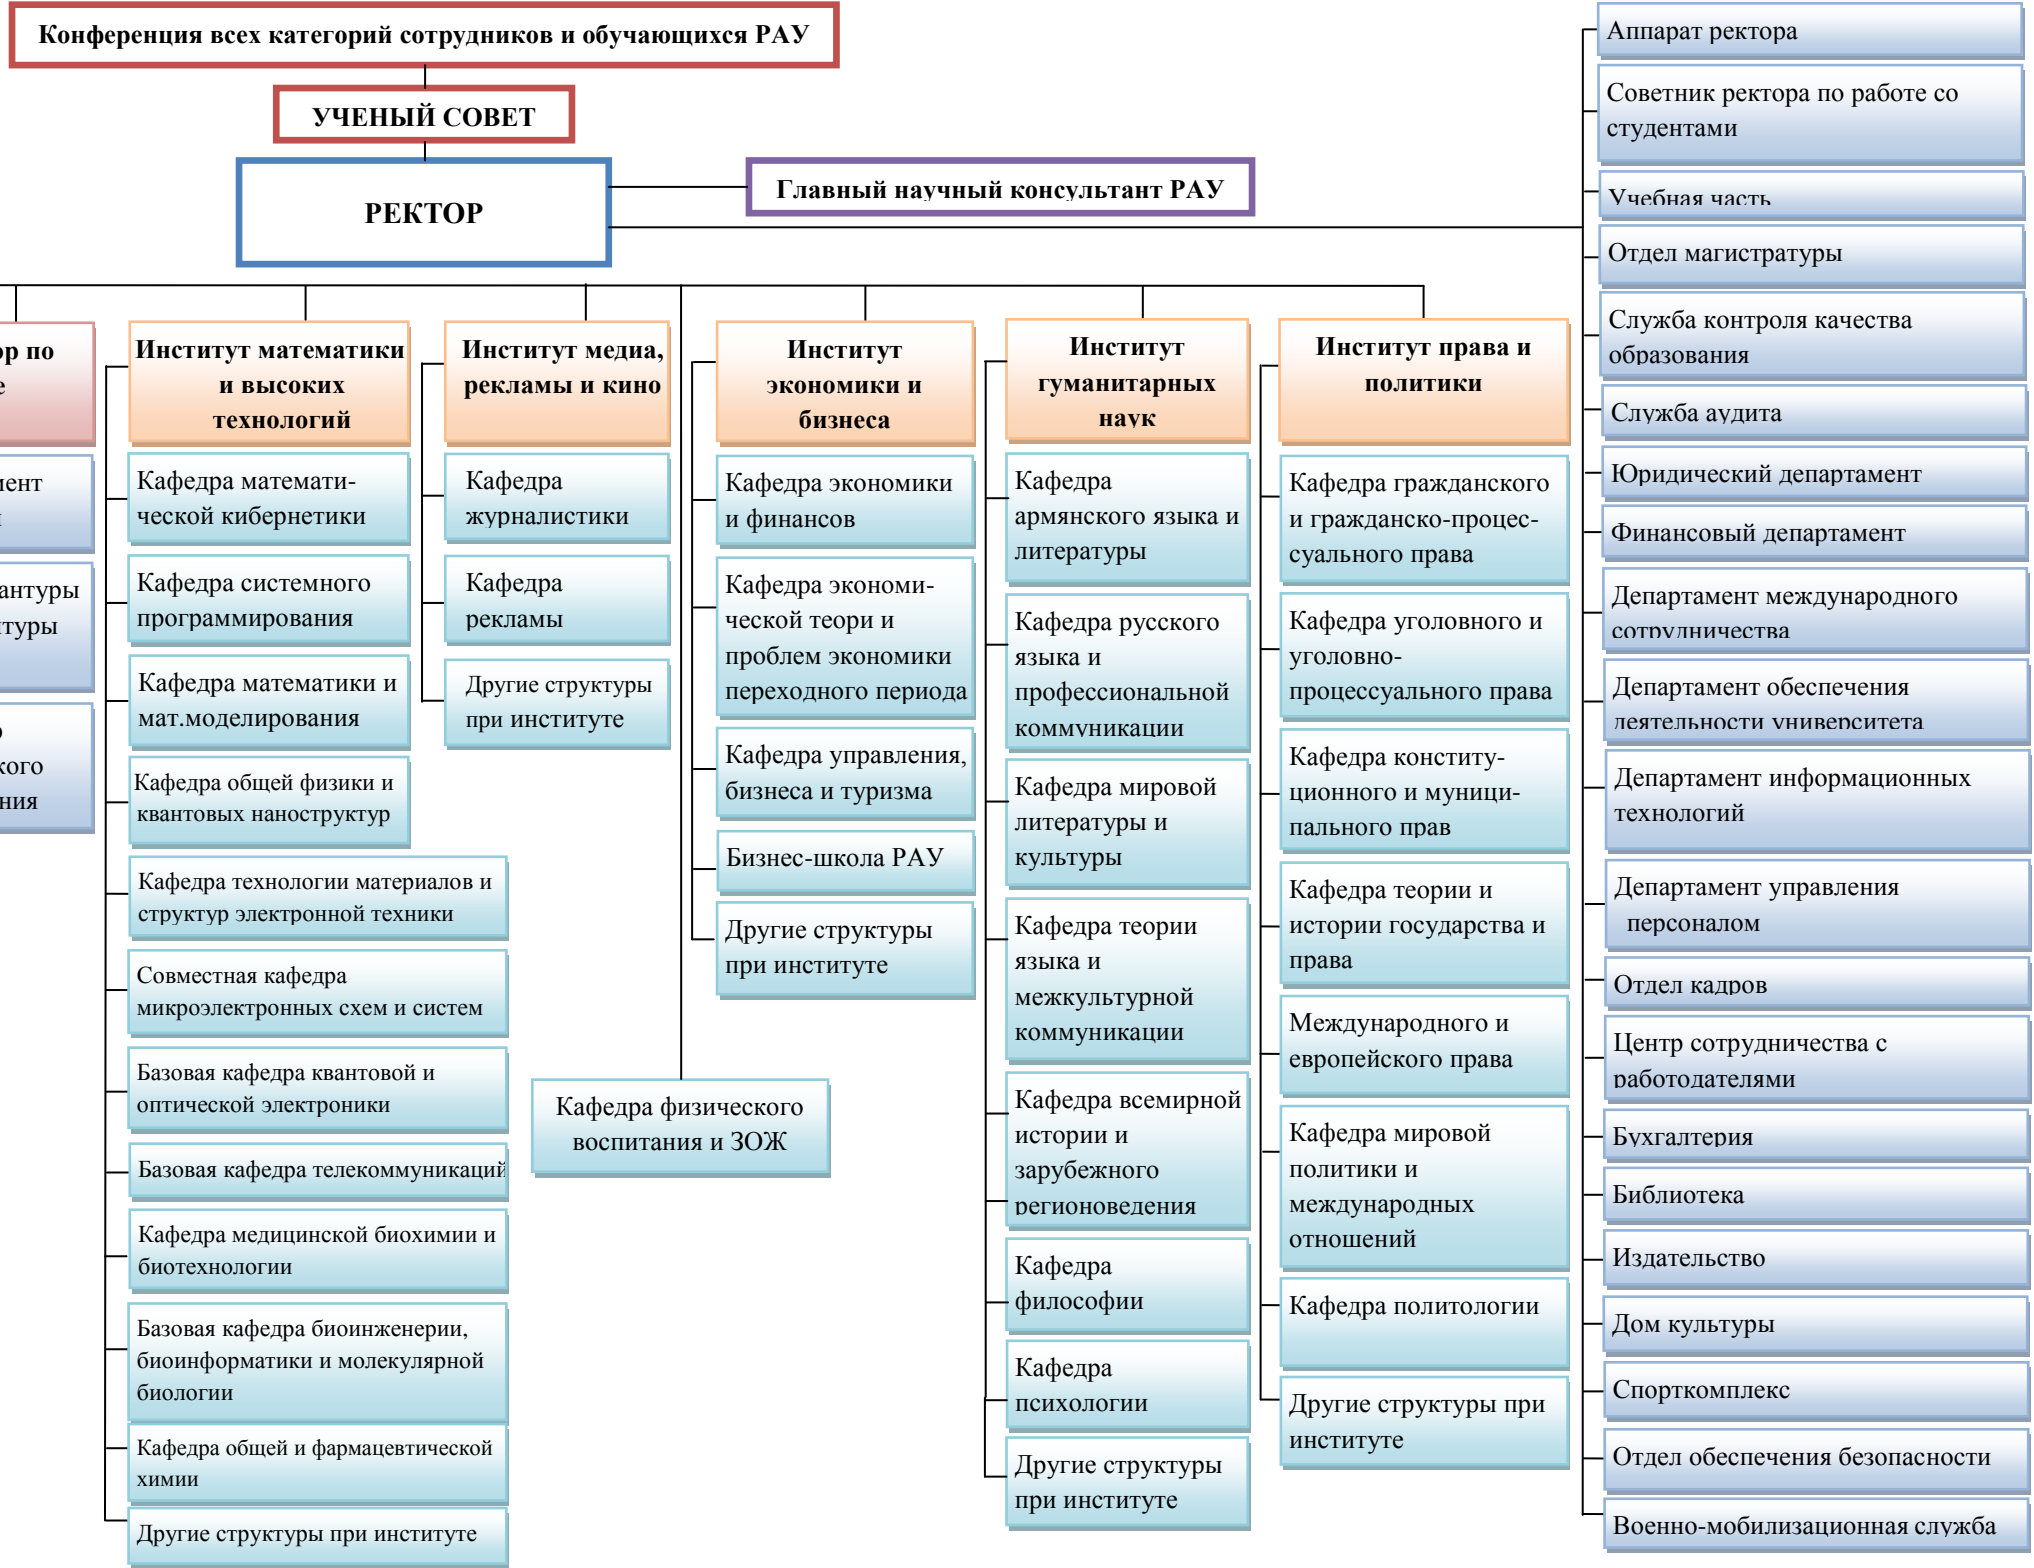 Конференция всех категорий сотрудников и обучающихся РАУ
УЧЕНЫЙ СОВЕТ
РЕКТОР
Главный научный консультант РАУ
Институт математики
и высоких
технологий
Кафедра математи-
ческой кибернетики
Кафедра системного
программирования
Кафедра математики и
мат.моделирования
Кафедра общей физики и
квантовых наноструктур
Кафедра технологии материалов и
структур электронной техники
Совместная кафедра
микроэлектронных схем и систем
Базовая кафедра квантовой и
оптической электроники
Базовая кафедра телекоммуникаций
Кафедра медицинской биохимии и
биотехнологии
Базовая кафедра биоинженерии,
биоинформатики и молекулярной
биологии
Кафедра общей и фармацевтической
химии
Другие структуры при институте
Институт медиа,
рекламы и кино
Кафедра
журналистики
Кафедра
рекламы
Другие структуры
при институте
Кафедра физического
воспитания и ЗОЖ
Институт
экономики и
бизнеса
Кафедра экономики
и финансов
Кафедра экономи-
ческой теори и
проблем экономики
переходного периода
Кафедра управления,
бизнеса и туризма
Бизнес-школа РАУ
Другие структуры
при институте
Институт
гуманитарных
наук
Кафедра
армянского языка и
литературы
Кафедра русского
языка и
профессиональной
коммуникации
Кафедра мировой
литературы и
культуры
Кафедра теории
языка и
межкультурной
коммуникации
Кафедра всемирной
истории и
зарубежного
регионоведения
Кафедра
философии
Кафедра
психологии
Другие структуры
при институте
Институт права и
политики
Кафедра гражданского
и гражданско-процес-
суального права
Кафедра уголовного и
уголовно-
процессуального права
Кафедра консти­ту-
ционного и муници-
пального прав
Кафедра теории и
истории государства и
права
Международного и
европейского права
Кафедра мировой
политики и
международных
отношений
Кафедра политологии
Другие структуры при
институте
Аппарат ректора
Советник ректора по работе со
студентами
Учебная часть
Отдел магистратуры
Служба контроля качества
образования
Служба аудита
Юридический департамент
Финансовый департамент
Департамент международного
сотрудничества
Департамент обеспечения
деятельности университета
Департамент информационных
технологий
Департамент управления
персоналом
Отдел кадров
Центр сотрудничества с
работодателями
Бухгалтерия
Библиотека
Издательство
Дом культуры
Спорткомплекс
Отдел обеспечения безопасности
Военно-мобилизационная служба